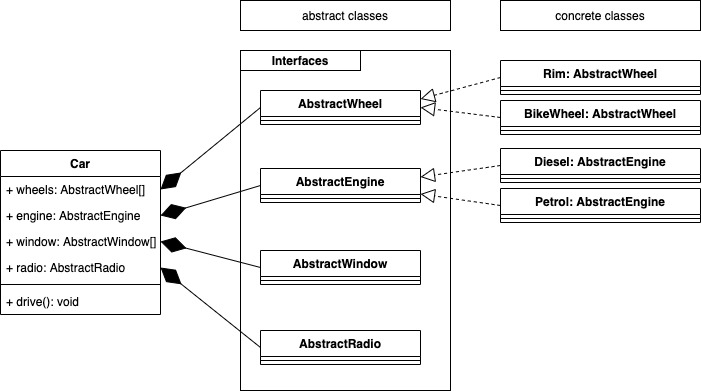 abstract classes
concrete classes
Interfaces
AbstractWheel
Rim: AbstractWheel
BikeWheel: AbstractWheel
Car
+ wheels: AbstractWheel[]
+ engine: AbstractEngine
+ window: AbstractWindow[]
+ radio: AbstractRadio
+ drive(): void
AbstractEngine
Diesel: AbstractEngine
Petrol: AbstractEngine
AbstractWindow
AbstractRadio